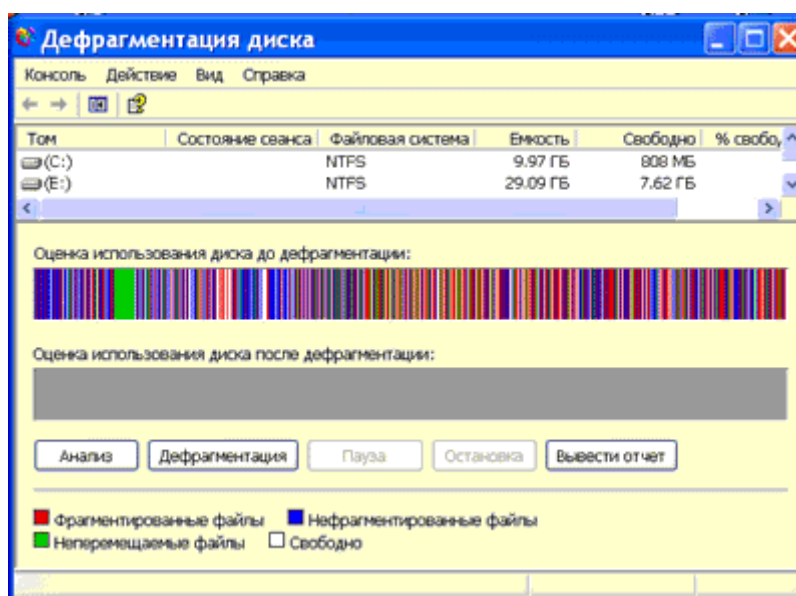 Дефрагментация диска
Консоль Действие Вид Справка
Том Состояние сеанса Файловая система Емкость Свободно % свобо,
(C:) NTFS 9.97 ГБ 808 МБ
(E:) NTFS 29.09 ГБ 7.62 ГБ
Оценка использования диска до дефрагментации:
Оценка использования диска после дефрагментации:
Анализ Дефрагментация Пауза Остановка Вывести отчет
Фрагментированные файлы Нефрагментированные файлы
Неперемещаемые файлы Свободно